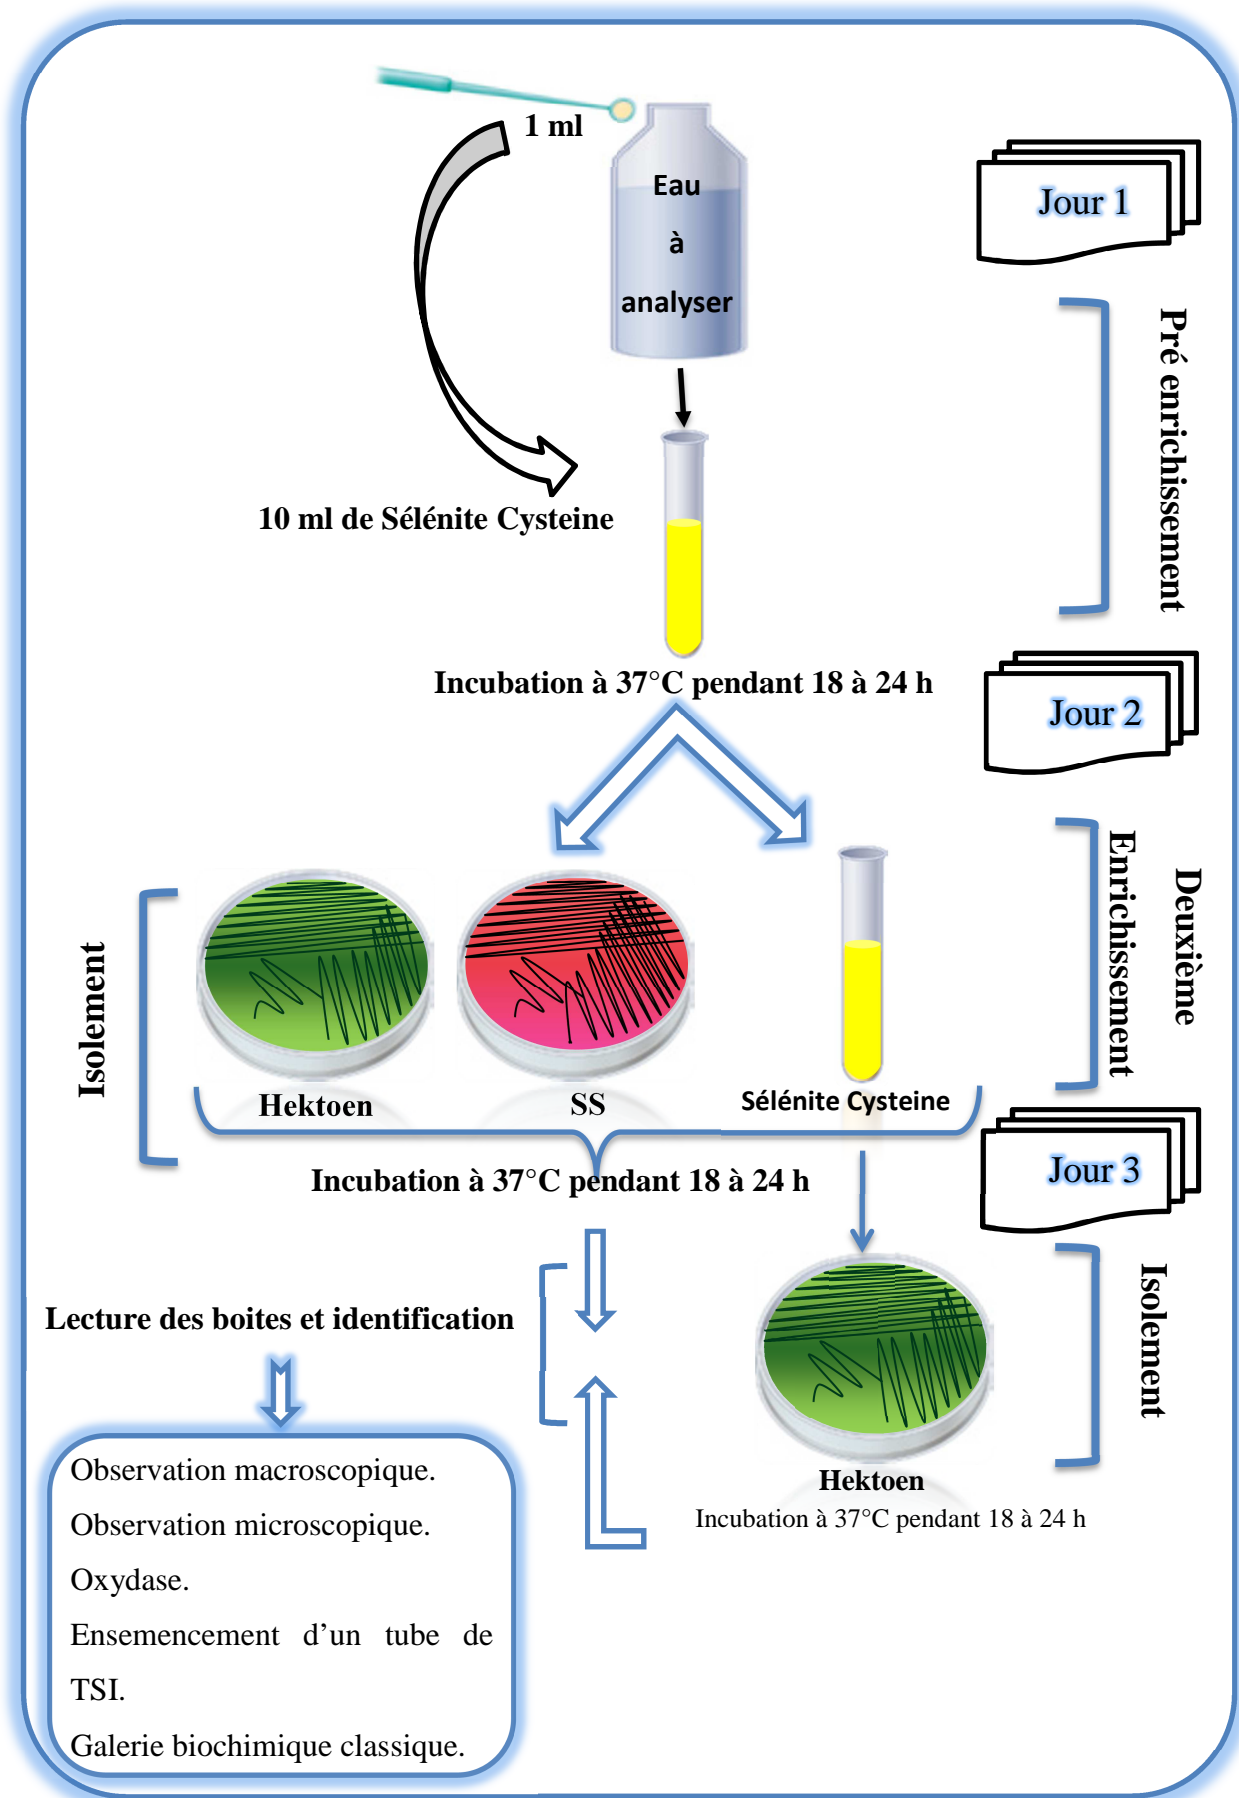 1 ml
Eau
à
analyser
Jour 1
Pré enrichissement
10 ml de Sélénite Cysteine
Incubation à 37°C pendant 18 à 24 h
Jour 2
Deuxième
Enrichissement
Isolement
Hektoen
SS
Sélénite Cysteine
Incubation à 37°C pendant 18 à 24 h
Jour 3
Isolement
Lecture des boites et identification
Hektoen
Incubation à 37°C pendant 18 à 24 h
Observation macroscopique.
Observation microscopique.
Oxydase.
Ensemencement d’un tube de
TSI.
Galerie biochimique classique.